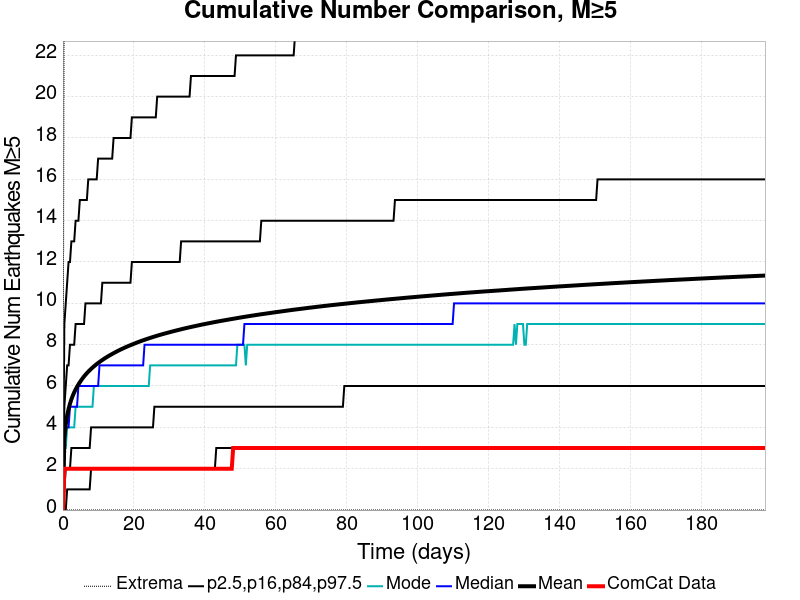 Cumulative Number Comparison, M≥5
Cumulative Num Earthquakes M≥5
22
20
18
16
14
12
10
8
6
4
2
0
0 20 40 60 80 100 120 140 160 180
Time (days)
Extrema p2.5,p16,p84,p97.5 Mode Median Mean ComCat Data